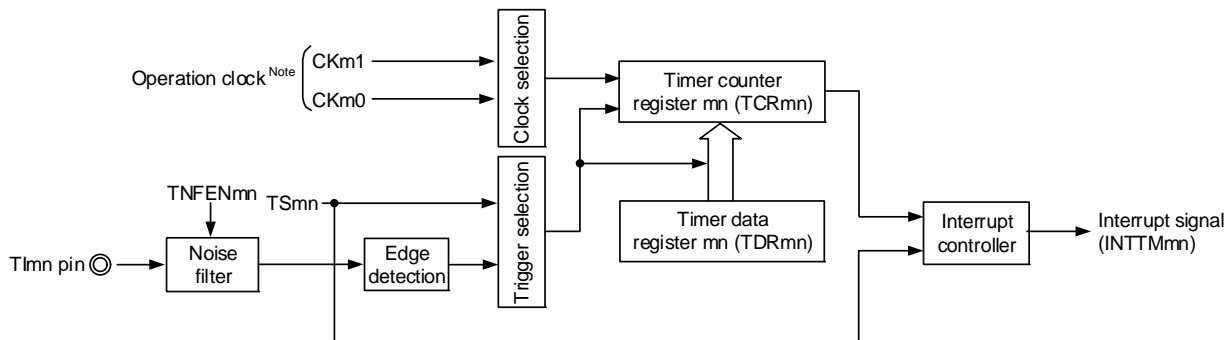 Operation clock Note
CKm1
CKm0
Clock selection
Timer counter
register mn (TCRmn)
TNFENmn
TSmn
Trigger selection
Timer data
register mn (TDRmn)
TImn pin
Noise
filter
Edge
detection
Interrupt
controller
Interrupt signal
(INTTMmn)